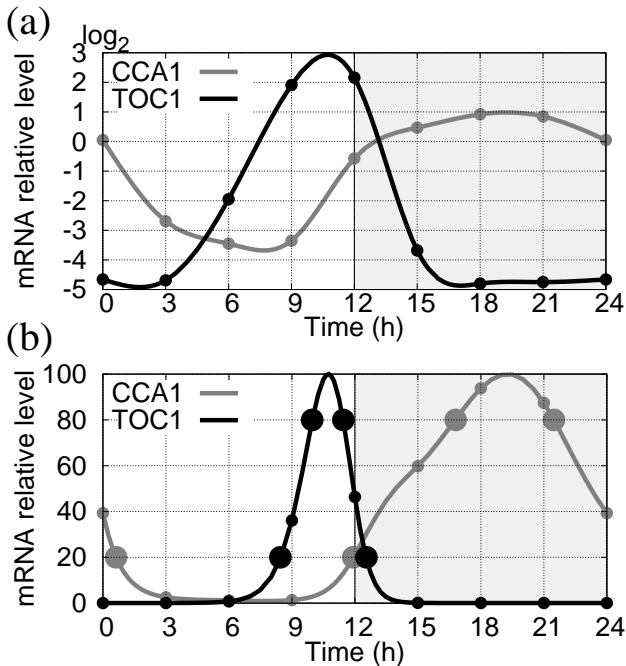 (a)
log2
mRNA relative level
3
2
1
0
-1
-2
-3
-4
-5
CCA1
TOC1
0 3 6 9 12 15 18 21 24
Time (h)
(b)
mRNA relative level
100
80
60
40
20
0
CCA1
TOC1
0 3 6 9 12 15 18 21 24
Time (h)